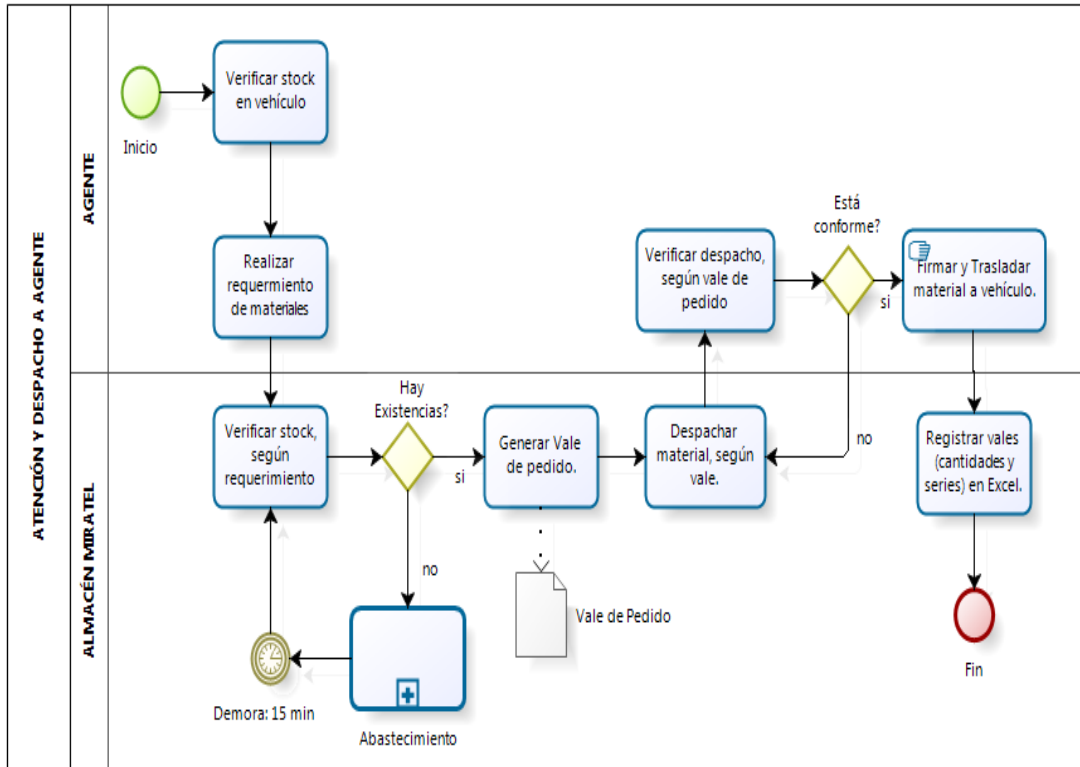 ATENCIÓN Y DESPACHO A AGENTE
AGENTE
Inicio
Verificar stock
en vehículo
Realizar
requermiento
de materiales
Verificar despacho,
según vale de
pedido
Está
conforme?
si
no
Firmar y Trasladar
material a vehículo.
ALMACÉN MIRATEL
Verificar stock,
según
requerimiento
Hay
Existencias?
si
no
Generar Vale
de pedido.
Despachar
material, según
vale.
Registrar vales
(cantidades y
series) en Excel.
Vale de Pedido
Demora: 15 min
Abastecimiento
Fin